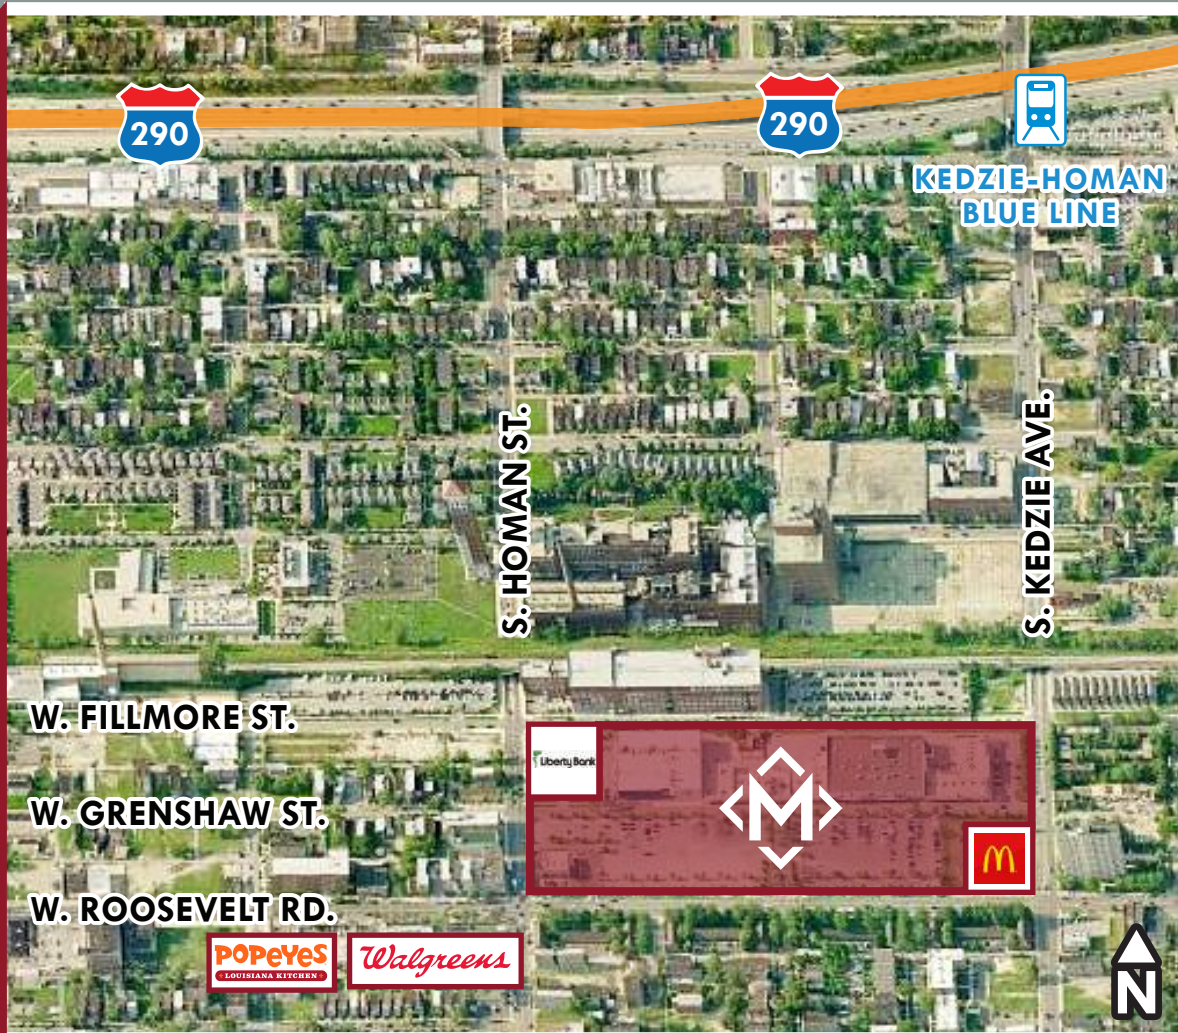 290
290
KEDZIE-HOMAN
BLUE LINE
S. HOMAN ST.
S. KEDZIE AVE.
W. FILLMORE ST.
Liberty Bank
W. GRENSHAW ST.
M
M
W. ROOSEVELT RD.
POPEYES
LOUISIANA KITCHEN
Walgreens
N